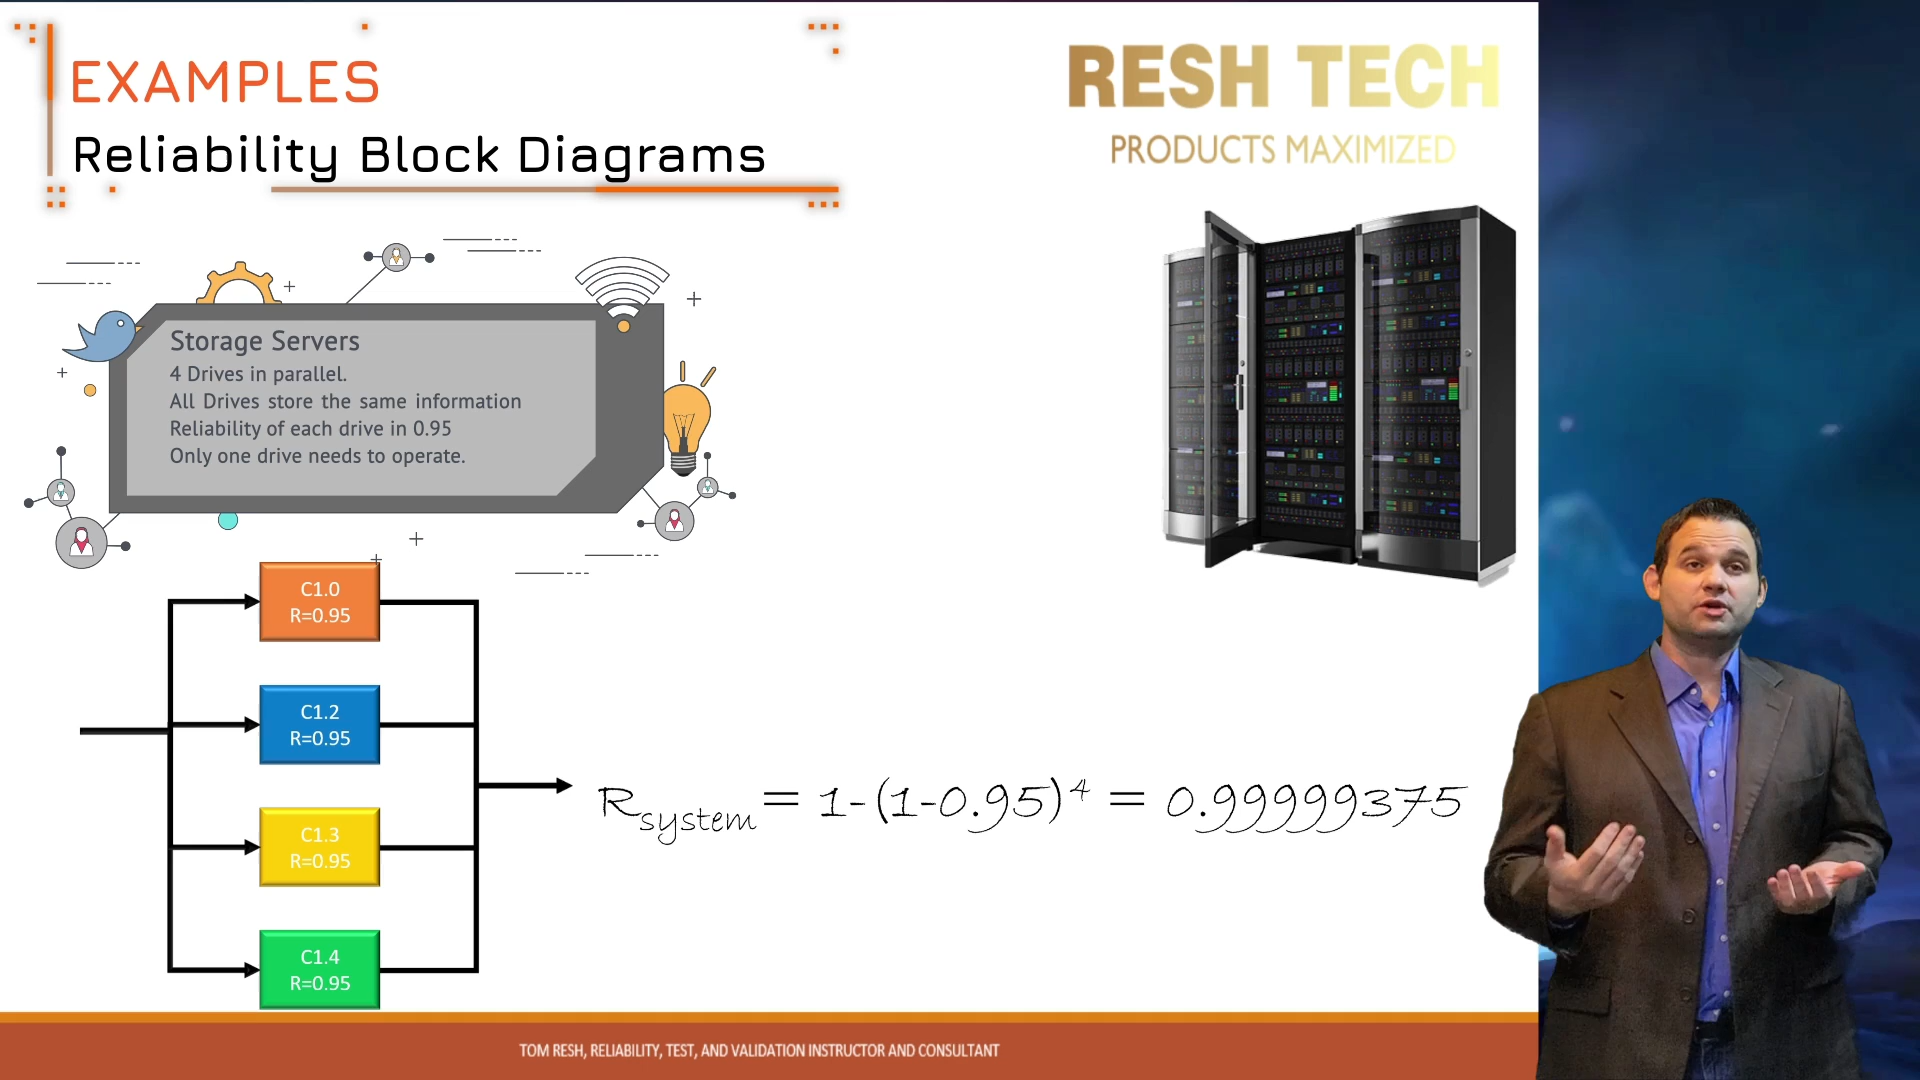 EXAMPLES
Reliability Block Diagrams
RESH TECH
PRODUCTS MAXIMIZED
Storage Servers
4 Drives in parallel.
All Drives store the same information
Reliability of each drive in 0.95
Only one drive needs to operate.
C1.0
R=0.95
C1.2
R=0.95
C1.3
R=0.95
C1.4
R=0.95
Rsystem = 1-(1-0.95)⁴ = 0.99999375
TOM RESH, RELIABILITY, TEST, AND VALIDATION INSTRUCTOR AND CONSULTANT